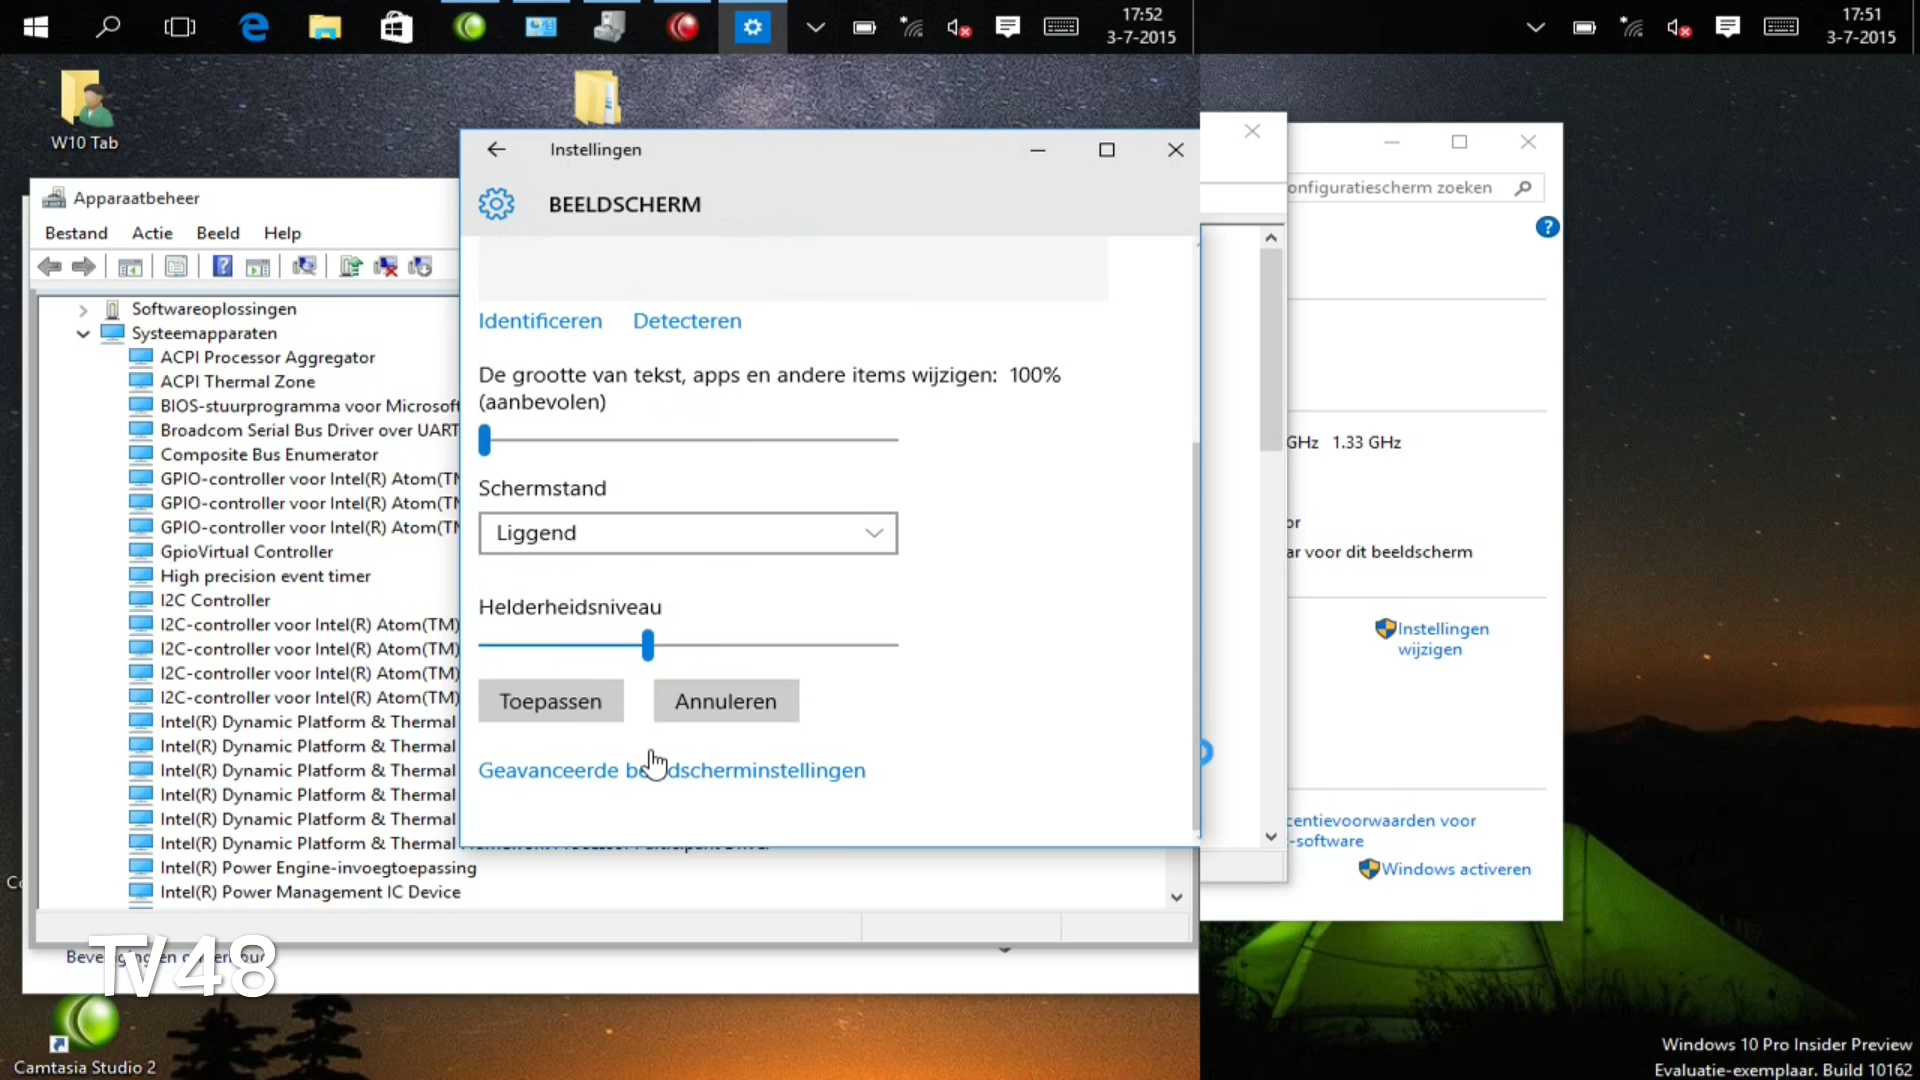 17:52
3-7-2015
17:51
3-7-2015
W10 Tab
Instellingen
BEELDSCHERM
Apparaatbeheer
Bestand Actie Beeld Help
Softwareoplossingen
Systeemapparaten
ACPI Processor Aggregator
ACPI Thermal Zone
BIOS-stuurprogramma voor Microsoft
Broadcom Serial Bus Driver over UART
Composite Bus Enumerator
GPIO-controller voor Intel(R) Atom(TM
GPIO-controller voor Intel(R) Atom(TM
GPIO-controller voor Intel(R) Atom(TM
GpioVirtual Controller
High precision event timer
I2C Controller
I2C-controller voor Intel(R) Atom(TM)
I2C-controller voor Intel(R) Atom(TM)
I2C-controller voor Intel(R) Atom(TM)
I2C-controller voor Intel(R) Atom(TM)
Intel(R) Dynamic Platform & Thermal
Intel(R) Dynamic Platform & Thermal
Intel(R) Dynamic Platform & Thermal
Intel(R) Dynamic Platform & Thermal
Intel(R) Dynamic Platform & Thermal
Intel(R) Dynamic Platform & Thermal
Intel(R) Power Engine-invoegtoepassing
Intel(R) Power Management IC Device
Identificeren Detecteren
De grootte van tekst, apps en andere items wijzigen: 100%
(aanbevolen)
Schermstand
Liggend
Helderheidsniveau
Toepassen Annuleren
Geavanceerde beeldscherminstellingen
onfiguratiescherm zoeken
GHz 1.33 GHz
or
ar voor dit beeldscherm
Instellingen
wijzigen
centievoorwaarden voor
-software
Windows activeren
TV48
Camtasia Studio 2
Windows 10 Pro Insider Preview
Evaluatie-exemplaar. Build 10162